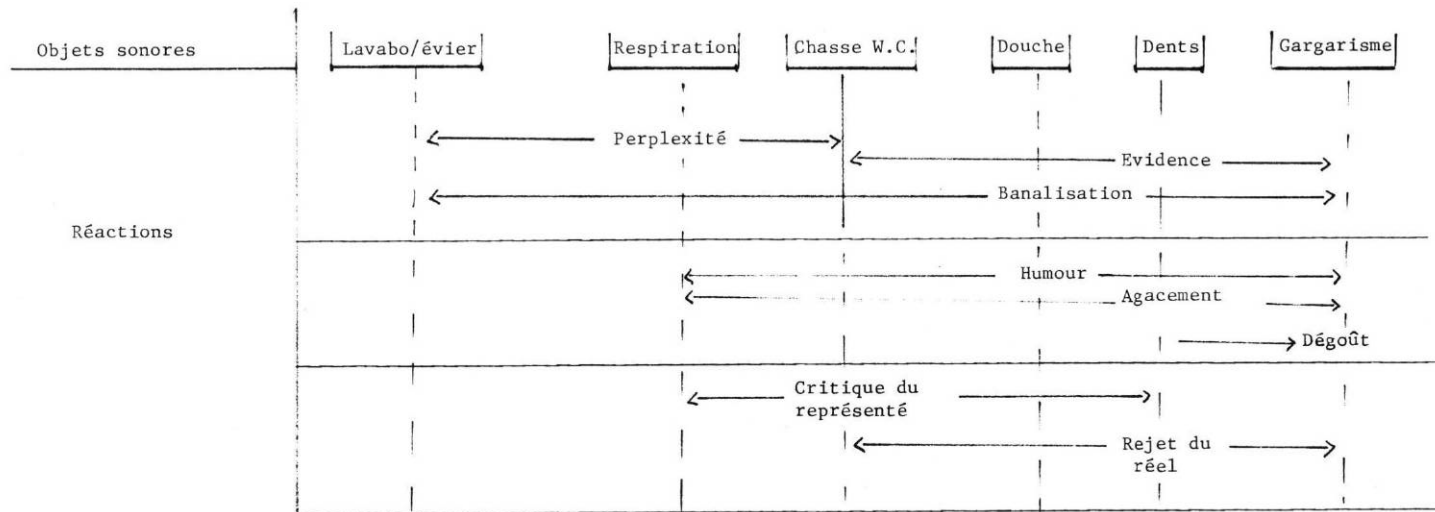 Objets sonores Lavabo/évier Respiration Chasse W.C. Douche Dents Gargarisme
Perplexité
Evidence
Banalisation
Réactions
Humour
Agacement
Dégoût
Critique du
représenté
Rejet du
réel